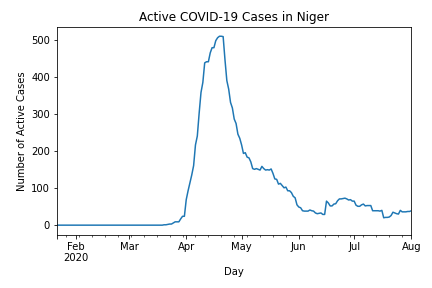 Active COVID-19 Cases in Niger
Number of Active Cases
500
400
300
200
100
0
Feb
2020
Mar
Apr
May
Jun
Jul
Aug
Day